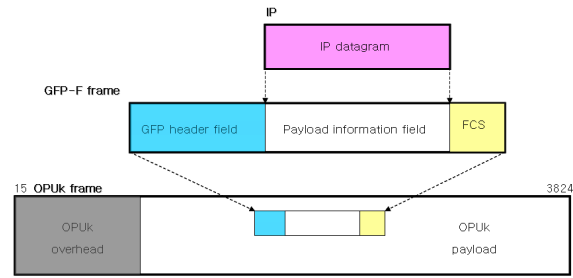 IP
IP datagram
GFP-F frame
GFP header field
Payload information field
FCS
15 OPUk frame
3824
OPUk
overhead
OPUk
payload